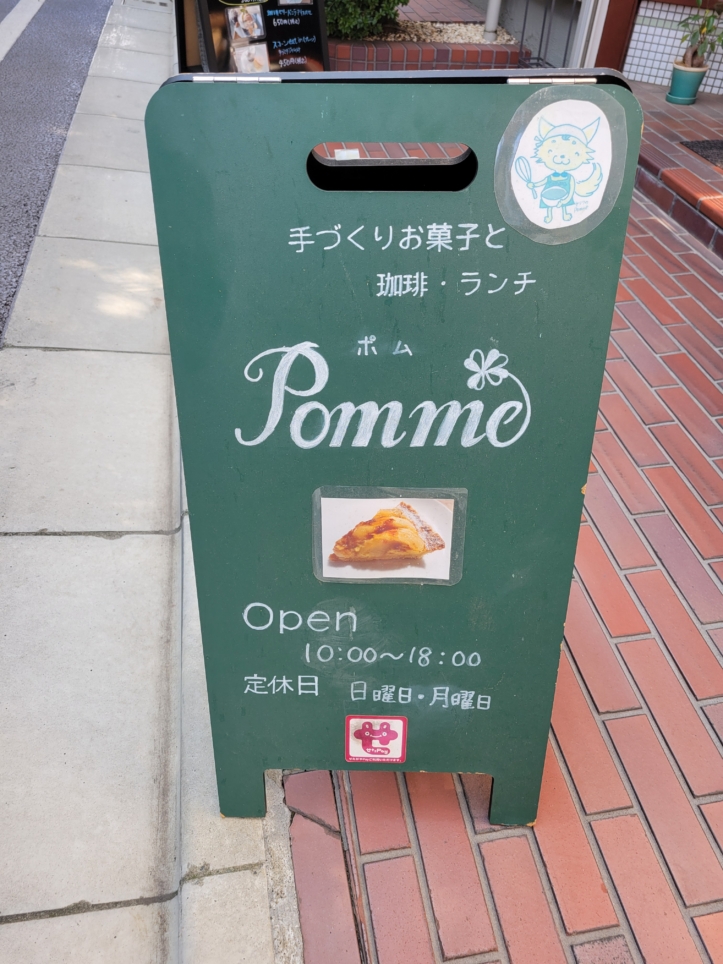 手づくりお菓子と
珈琲・ランチ
ポム
Pomme
Open
10:00〜18:00
定休日 日曜日・月曜日